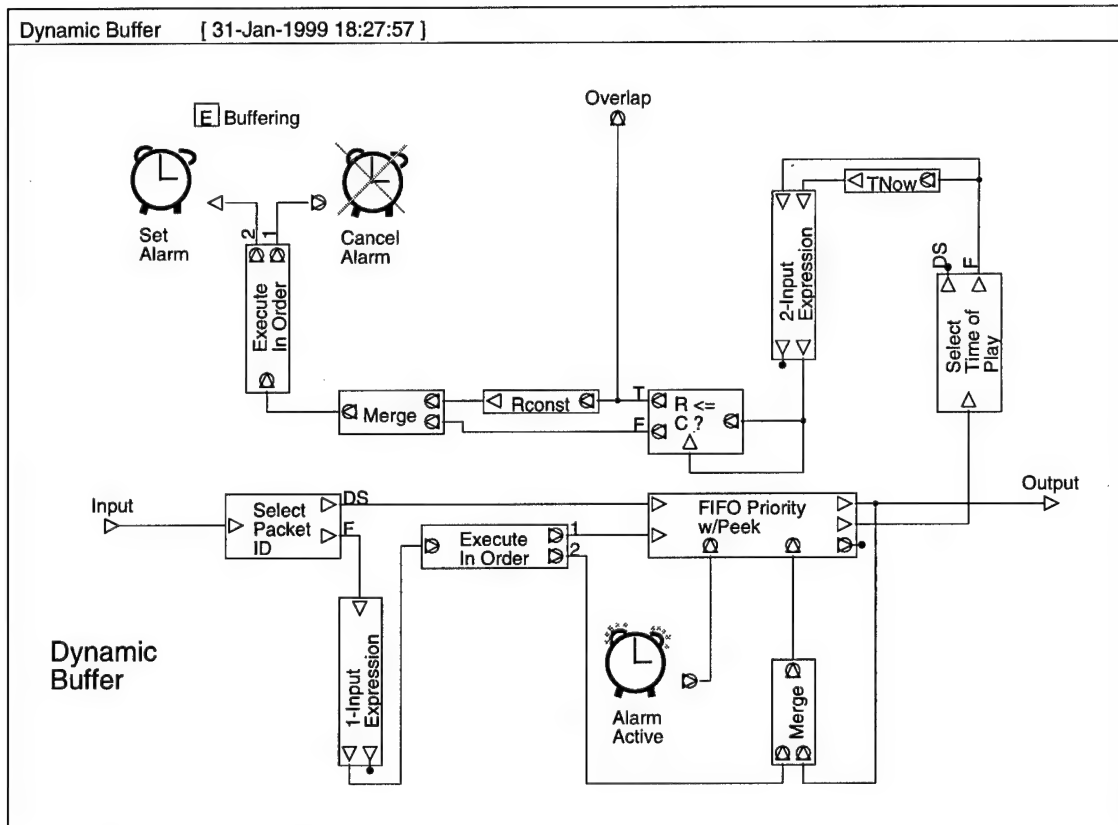 Dynamic Buffer [ 31-Jan-1999 18:27:57 ]
Overlap
E Buffering
TNow
Set
Alarm
Cancel
Alarm
2
1
Execute
In Order
2-Input
Expression
DS
F
Select
Time of
Play
Merge
Rconst
T
F
R <=
C ?
Input
Select
Packet
ID
DS
F
Execute
In Order
1
2
FIFO Priority
w/Peek
Output
Dynamic
Buffer
1-Input
Expression
Alarm
Active
Merge